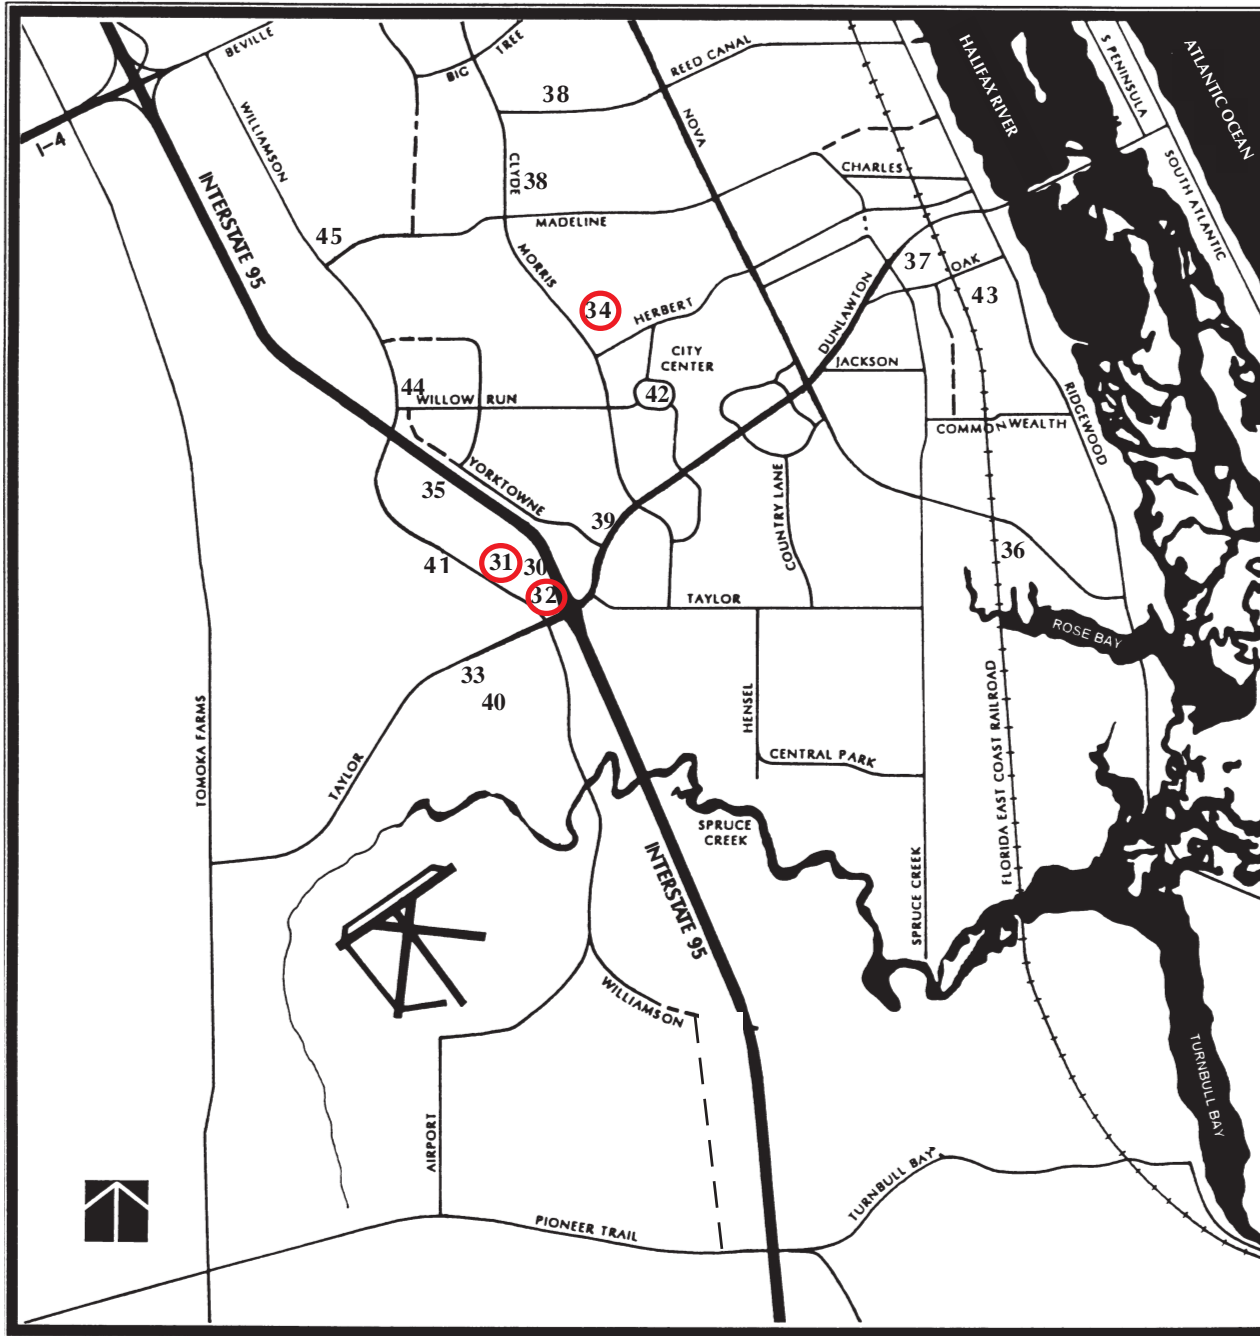 BEVILLE
BIG TREE
REED CANAL
HALIFAX RIVER
S PENINSULA
ATLANTIC OCEAN
I-4
WILLIAMSON
38
NOVA
INTERSTATE 95
CLYDE
38
CHARLES
SOUTH ATLANTIC
45
MADELINE
MORRIS
37
OAK
43
34
HERBERT
DUNLAWTON
CITY
CENTER
JACKSON
44
WILLOW RUN
42
RIDGEWOOD
COMMONWEALTH
35
YORKTOWNE
39
COUNTRY LANE
36
41
31
30
32
TAYLOR
ROSE BAY
33
40
TOMOKA FARMS
TAYLOR
HENSEL
CENTRAL PARK
FLORIDA EAST COAST RAILROAD
SPRUCE
CREEK
INTERSTATE 95
SPRUCE CREEK
WILLIAMSON
AIRPORT
TURNBULL BAY
TURNBULL BAY
PIONEER TRAIL